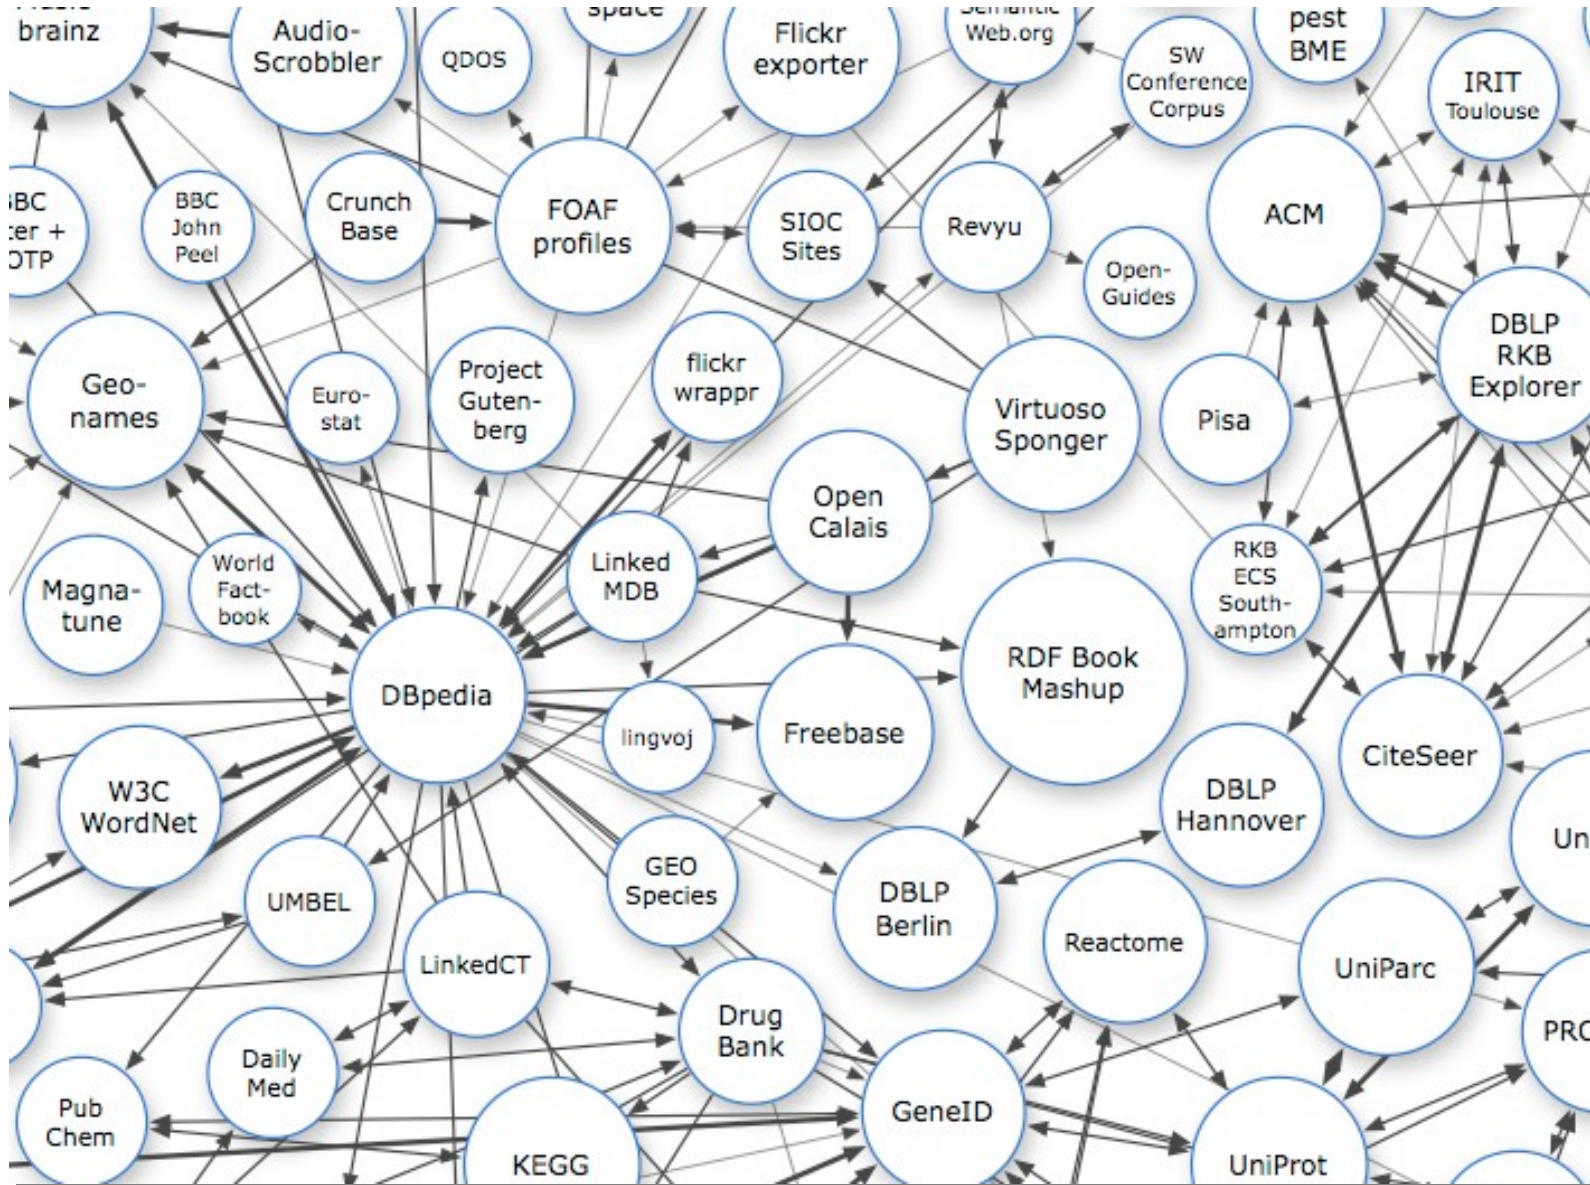 brainz
Audio-
Scrobbler
QDOS
space
Flickr
exporter
Semantic
Web.org
SW
Conference
Corpus
pest
BME
IRIT
Toulouse
BBC
John
Peel
Crunch
Base
FOAF
profiles
SIOC
Sites
Revyu
Open-
Guides
ACM
DBLP
RKB
Explorer
Geo-
names
Euro-
stat
Project
Guten-
berg
flickr
wrappr
Virtuoso
Sponger
Pisa
Open
Calais
Magna-
tune
World
Fact-
book
Linked
MDB
RKB
ECS
South-
ampton
DBpedia
lingvoj
Freebase
RDF Book
Mashup
CiteSeer
W3C
WordNet
DBLP
Hannover
Un
UMBEL
GEO
Species
DBLP
Berlin
LinkedCT
Reactome
UniParc
Drug
Bank
Daily
Med
Pub
Chem
KEGG
GeneID
UniProt
PRO